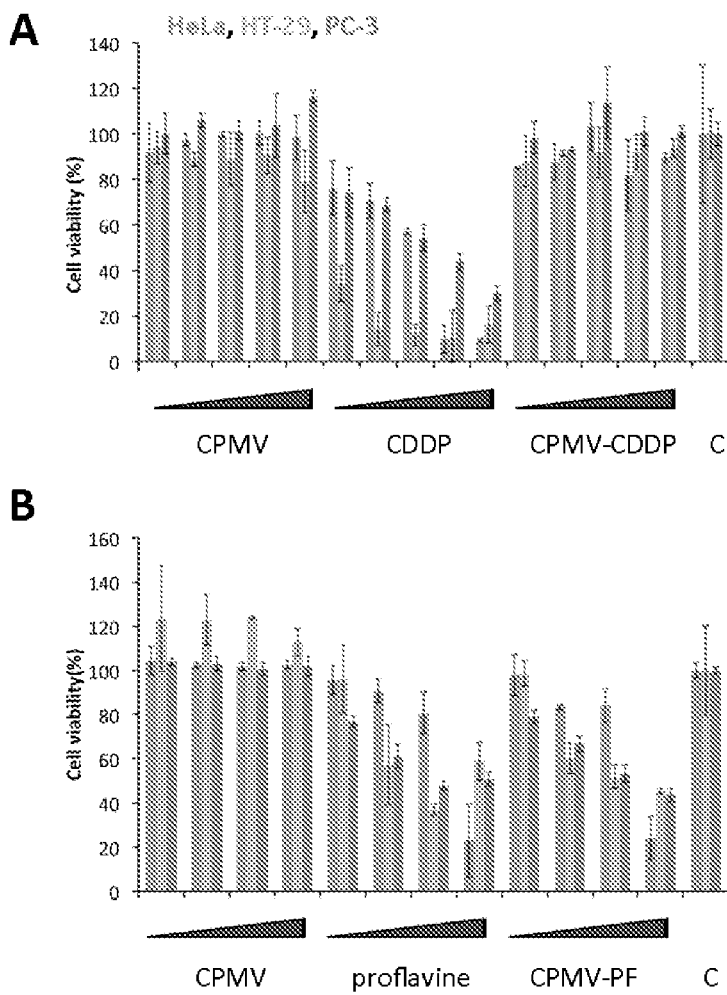 A
HeLa, HT-29, PC-3
Cell viability (%)
140
120
100
80
60
40
20
0
CPMV CDDP CPMV-CDDP C
B
Cell viability(%)
160
140
120
100
80
60
40
20
0
CPMV proflavine CPMV-PF C